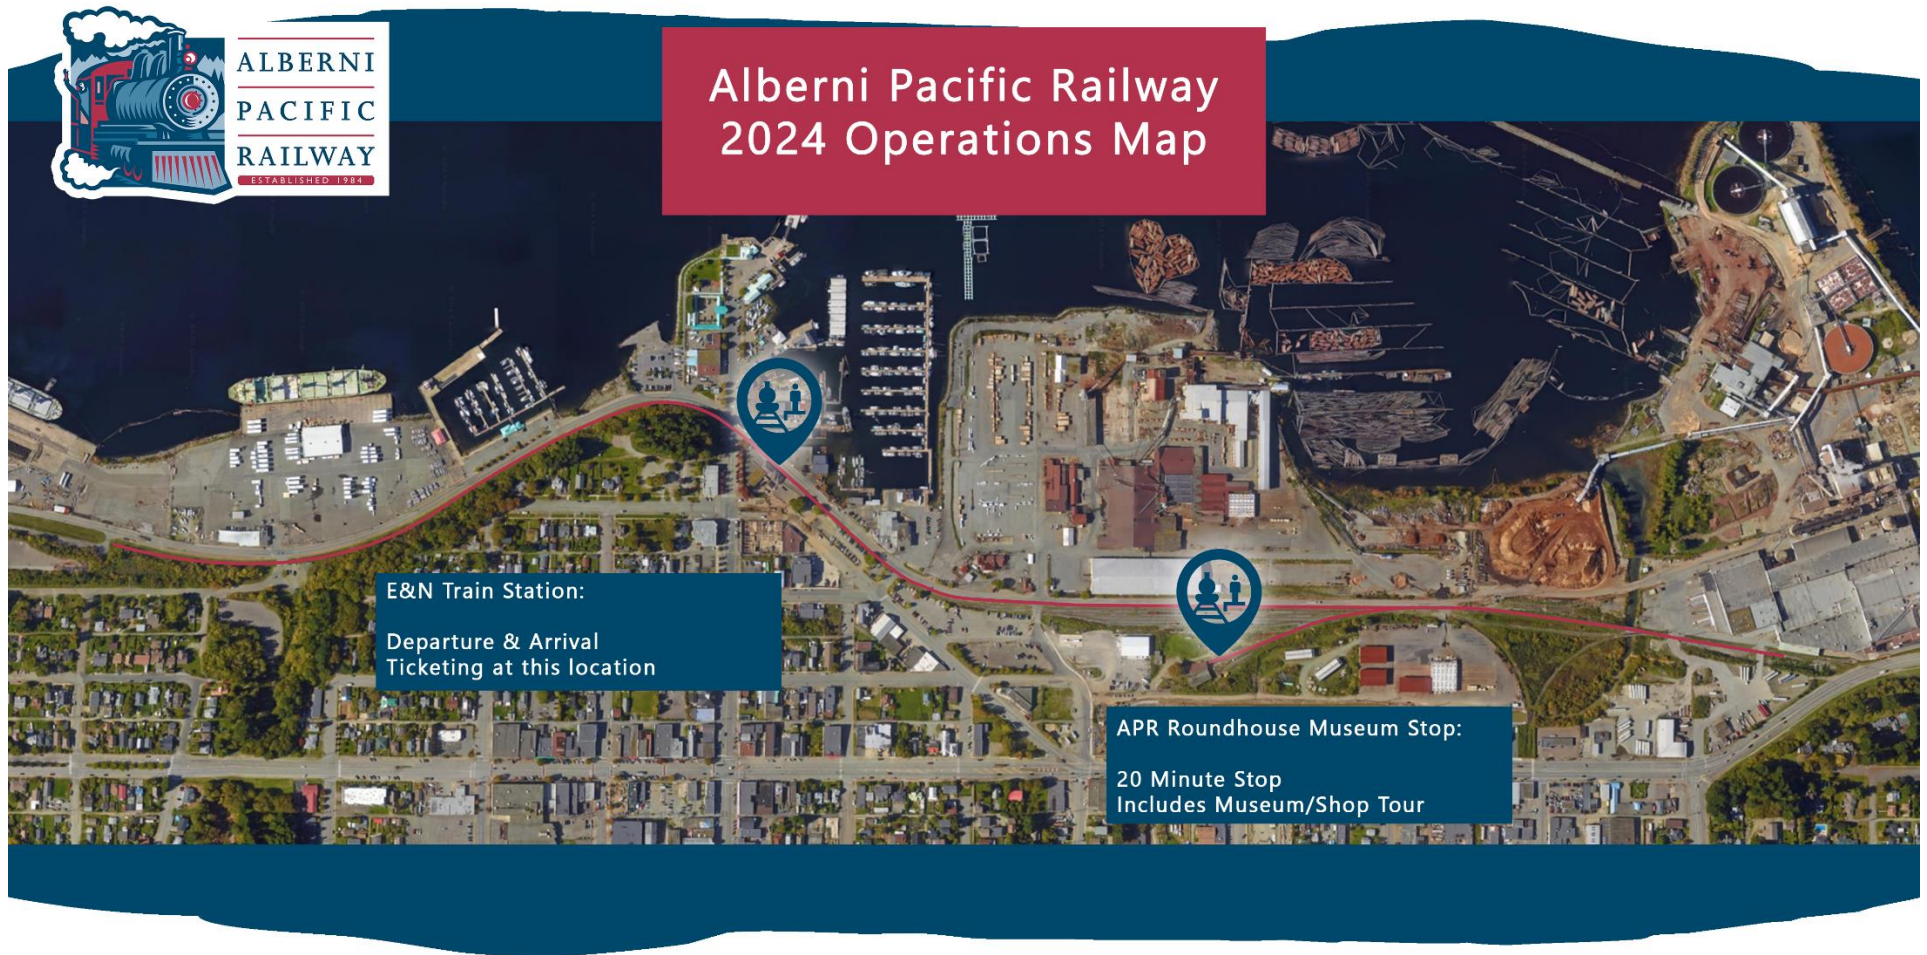 ALBERNI
PACIFIC
RAILWAY
ESTABLISHED 1984
Alberni Pacific Railway
2024 Operations Map
E&N Train Station:
Departure & Arrival
Ticketing at this location
APR Roundhouse Museum Stop:
20 Minute Stop
Includes Museum/Shop Tour